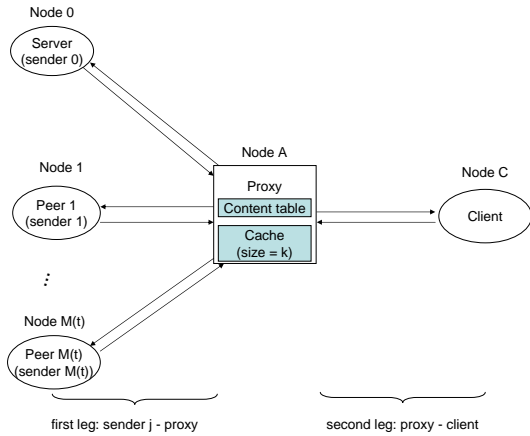 Node 0
Server
(sender 0)
Node 1
Peer 1
(sender 1)
...
Node M(t)
Peer M(t)
(sender M(t))
Node A
Proxy
Content table
Cache
(size = k)
Node C
Client
first leg: sender j - proxy
second leg: proxy - client